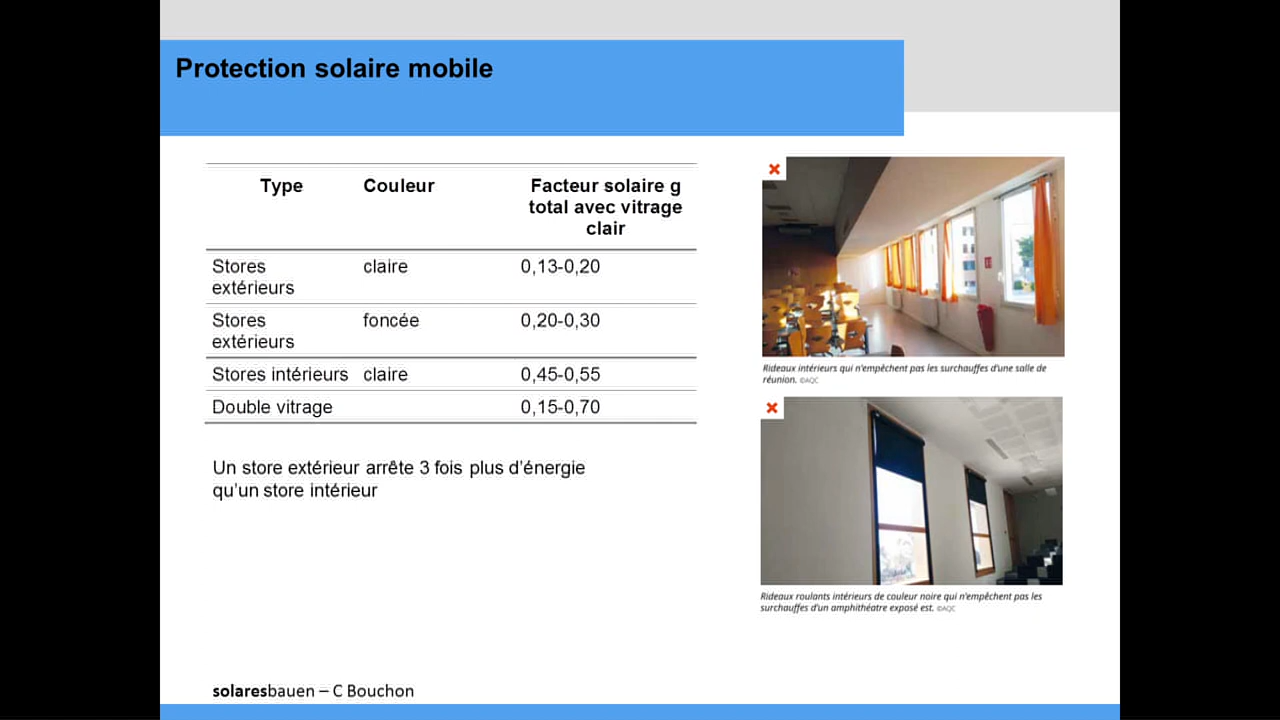 Protection solaire mobile
Type Couleur Facteur solaire g
total avec vitrage
clair
Stores
extérieurs claire 0,13-0,20
Stores
extérieurs foncée 0,20-0,30
Stores intérieurs claire 0,45-0,55
Double vitrage 0,15-0,70
Un store extérieur arrête 3 fois plus d'énergie
qu'un store intérieur
Rideaux intérieurs qui n'empêchent pas les surchauffes d'une salle de
réunion. ©AQC
Rideaux roulants intérieurs de couleur noire qui n'empêchent pas les
surchauffes d'un amphithéatre exposé est. ©AQC
solaresbauen – C Bouchon